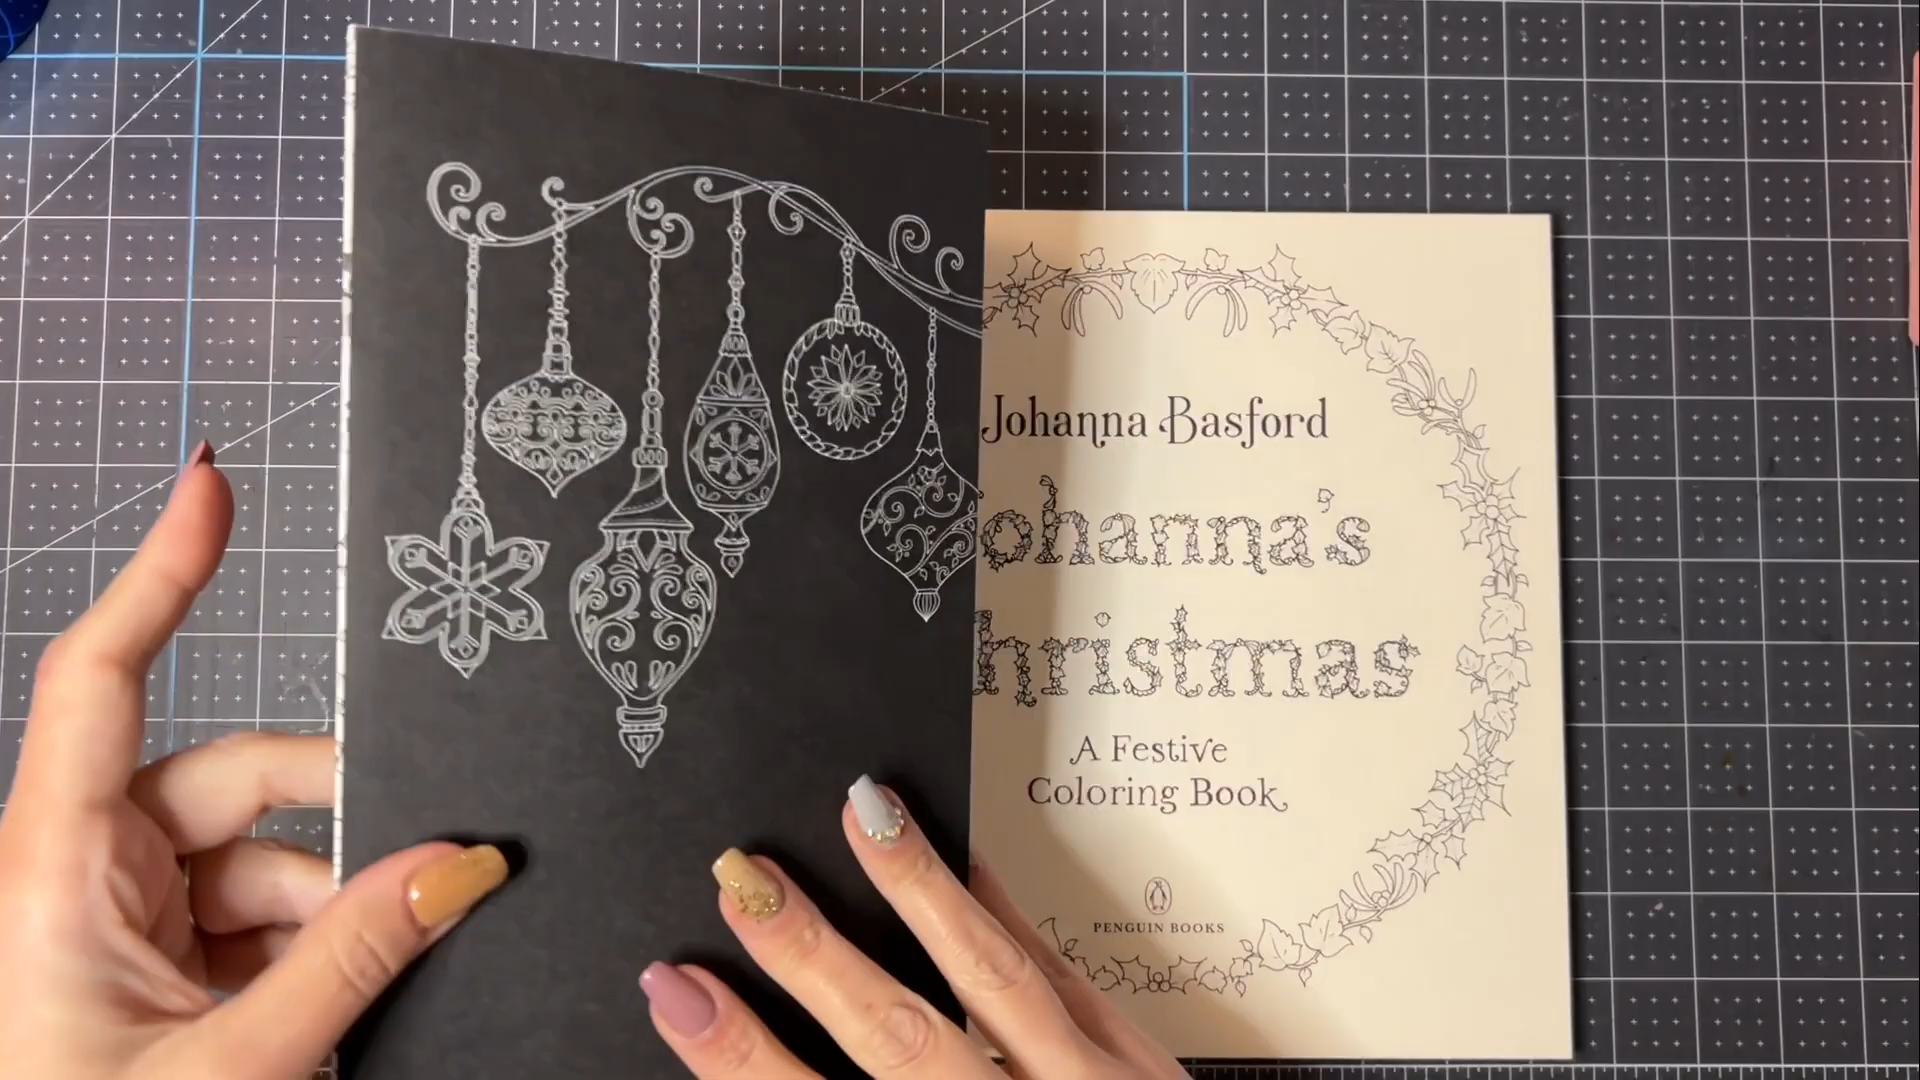 Johanna Basford
ohanna's
hristmas
A Festive
Coloring Book
PENGUIN BOOKS